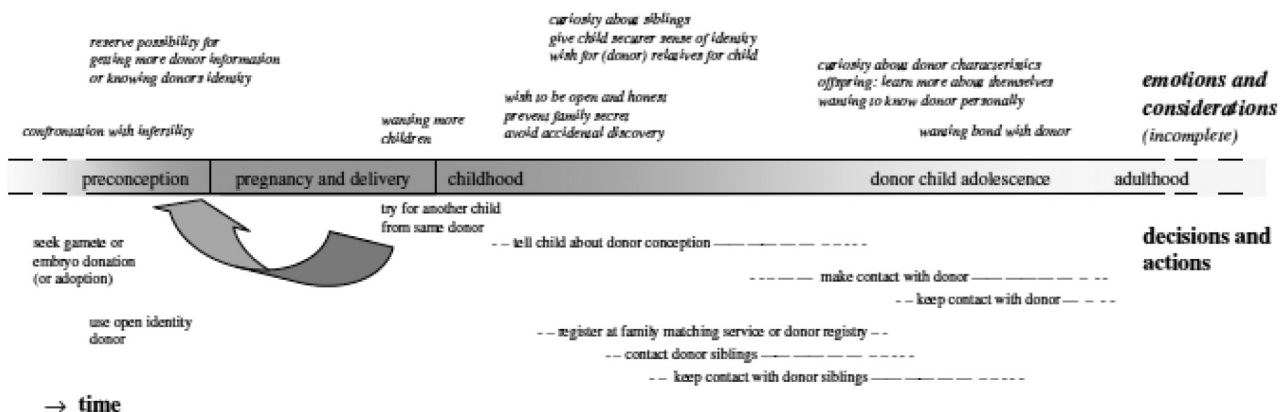 reserve possibility for
getting more donor information
or knowing donors identity
confrontation with infertility
wanting more
children
curiosity about siblings
give child securer sense of identity
wish for (donor) relatives for child
wish to be open and honest
prevent family secret
avoid accidental discovery
curiosity about donor characteristics
offspring: learn more about themselves
wanting to know donor personally
wanting bond with donor
emotions and
considerations
(incomplete)
preconception
pregnancy and delivery
childhood
donor child adolescence
adulthood
seek gamete or
embryo donation
(or adoption)
use open identity
donor
try for another child
from same donor
tell child about donor conception
make contact with donor
keep contact with donor
register at family matching service or donor registry
contact donor siblings
keep contact with donor siblings
decisions and
actions
→ time